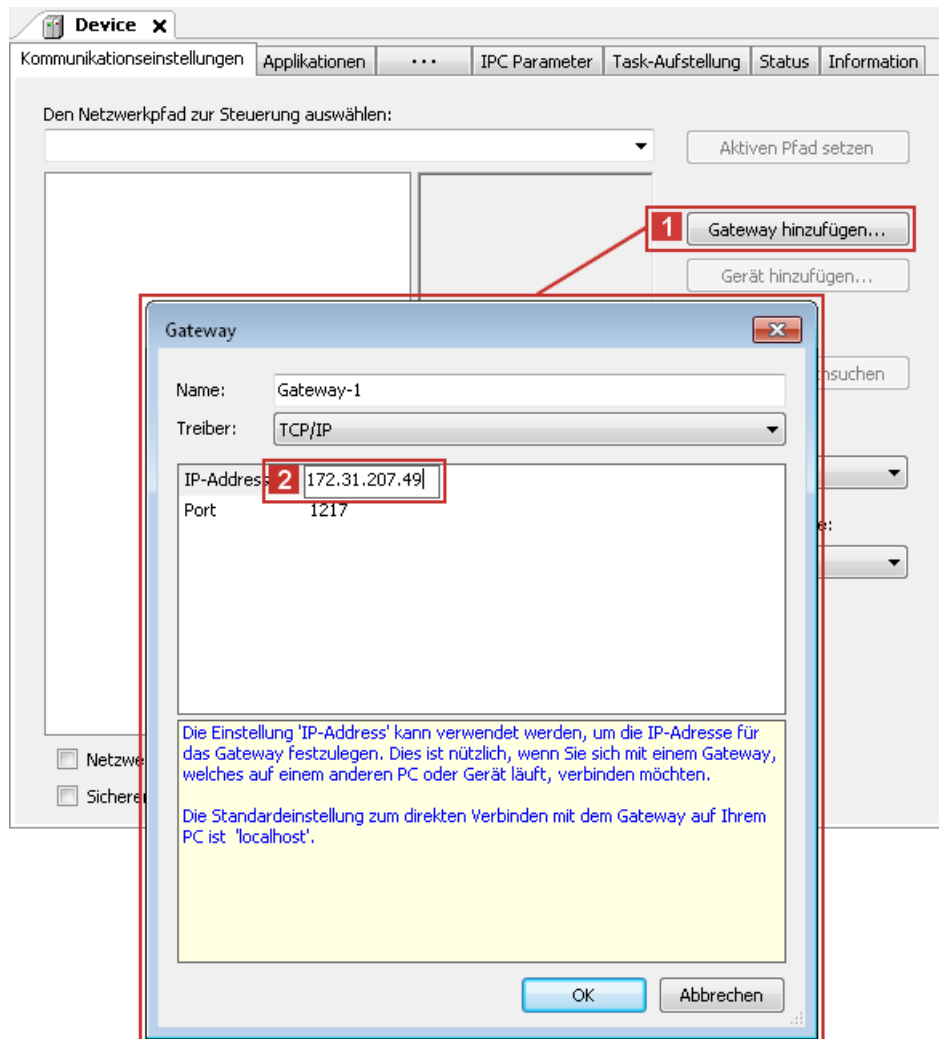 Device
Kommunikationseinstellungen Applikationen ... IPC Parameter Task-Aufstellung Status Information
Den Netzwerkpfad zur Steuerung auswählen:
Aktiven Pfad setzen
1 Gateway hinzufügen...
Gerät hinzufügen...
Gateway
Name: Gateway-1
Treiber: TCP/IP
IP-Address 2 172.31.207.49
Port 1217
Die Einstellung 'IP-Address' kann verwendet werden, um die IP-Adresse für
das Gateway festzulegen. Dies ist nützlich, wenn Sie sich mit einem Gateway,
welches auf einem anderen PC oder Gerät läuft, verbinden möchten.
Die Standardeinstellung zum direkten Verbinden mit dem Gateway auf Ihrem
PC ist 'localhost'.
OK Abbrechen